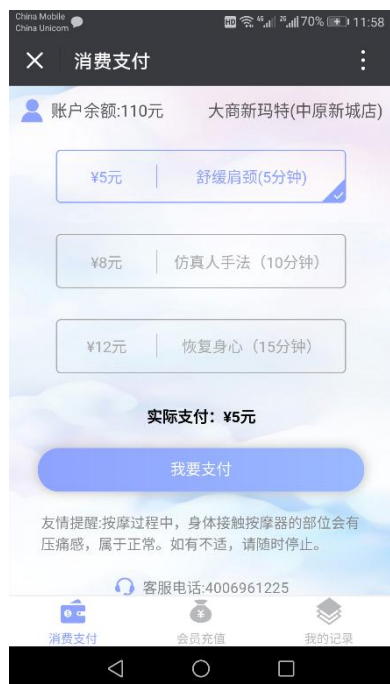 China Mobile
China Unicom
HD 46 26 70% 11:58
消费支付
账户余额:110元 大商新玛特(中原新城店)
¥5元 舒缓肩颈(5分钟)
¥8元 仿真人手法（10分钟）
¥12元 恢复身心（15分钟）
实际支付：¥5元
我要支付
友情提醒:按摩过程中，身体接触按摩器的部位会有
压痛感，属于正常。如有不适，请随时停止。
客服电话:4006961225
消费支付 会员充值 我的记录